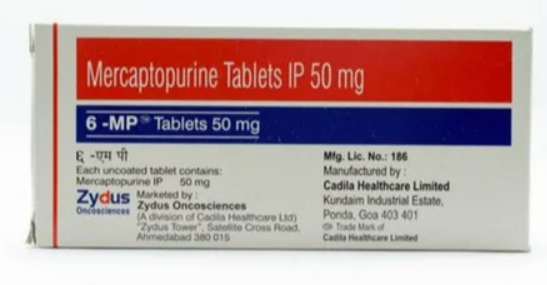 Mercaptopurine Tablets IP 50 mg
6 -MP™ Tablets 50 mg
६ -एम पी
Each uncoated tablet contains:
Mercaptopurine IP 50 mg
Zydus
Oncosciences
Marketed by :
Zydus Oncosciences
(A division of Cadila Healthcare Ltd)
"Zydus Tower", Satellite Cross Road,
Ahmedabad 380 015
Mfg. Lic. No.: 186
Manufactured by :
Cadila Healthcare Limited
Kundaim Industrial Estate,
Ponda, Goa 403 401
Trade Mark of
Cadila Healthcare Limited